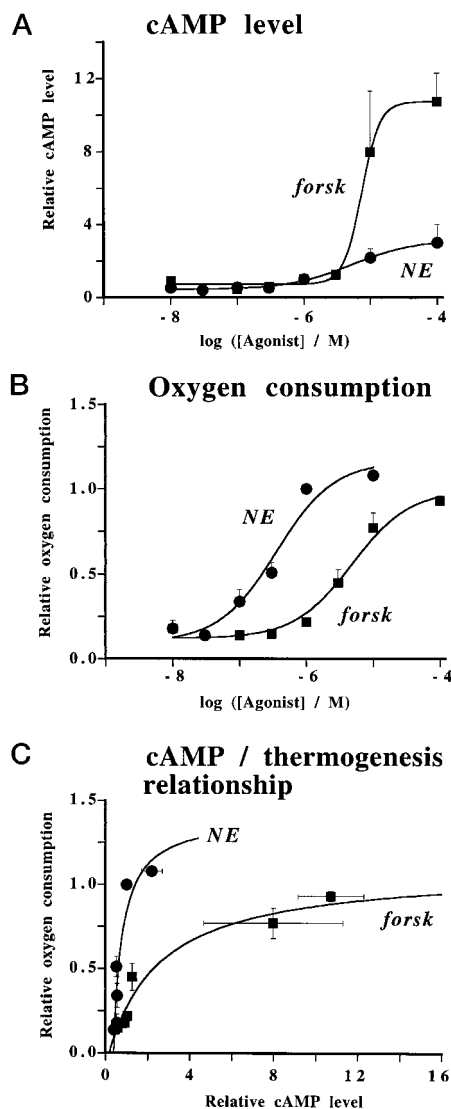 A
cAMP level
Relative cAMP level
12
8
4
0
forsk
NE
- 8
- 6
- 4
log ([Agonist] / M)
B
Oxygen consumption
Relative oxygen consumption
1.5
1.0
0.5
0.0
NE
forsk
- 8
- 6
- 4
log ([Agonist] / M)
C
cAMP / thermogenesis
relationship
Relative oxygen consumption
1.5
1.0
0.5
0.0
NE
forsk
0
4
8
12
16
Relative cAMP level